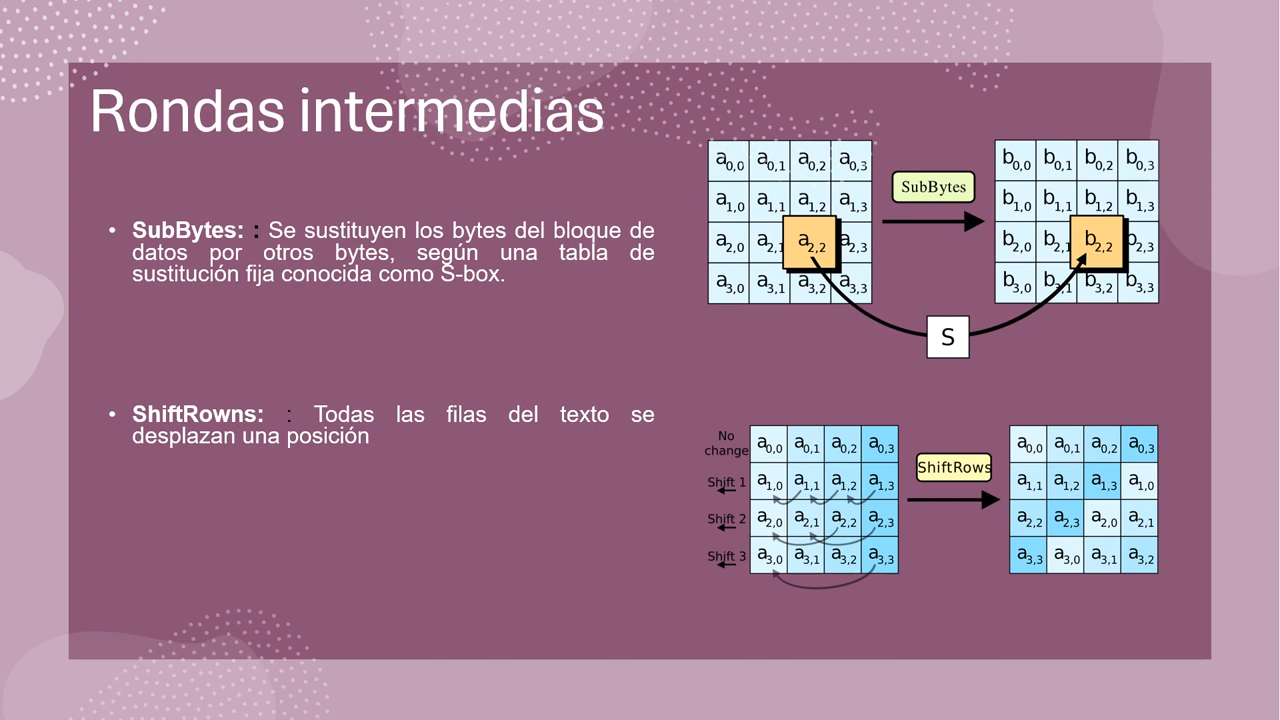 Rondas intermedias
• SubBytes: : Se sustituyen los bytes del bloque de
datos por otros bytes, según una tabla de
sustitución fija conocida como S-box.
a0,0 a0,1 a0,2 a0,3
a1,0 a1,1 a1,2 a1,3
a2,0 a2,1 a2,2 a2,3
a3,0 a3,1 a3,2 a3,3
SubBytes
b0,0 b0,1 b0,2 b0,3
b1,0 b1,1 b1,2 b1,3
b2,0 b2,1 b2,2 b2,3
b3,0 b3,1 b3,2 b3,3
S
• ShiftRowns: : Todas las filas del texto se
desplazan una posición
No
change
a0,0 a0,1 a0,2 a0,3
Shift 1 a1,0 a1,1 a1,2 a1,3
Shift 2 a2,0 a2,1 a2,2 a2,3
Shift 3 a3,0 a3,1 a3,2 a3,3
ShiftRows
a0,0 a0,1 a0,2 a0,3
a1,1 a1,2 a1,3 a1,0
a2,2 a2,3 a2,0 a2,1
a3,3 a3,0 a3,1 a3,2